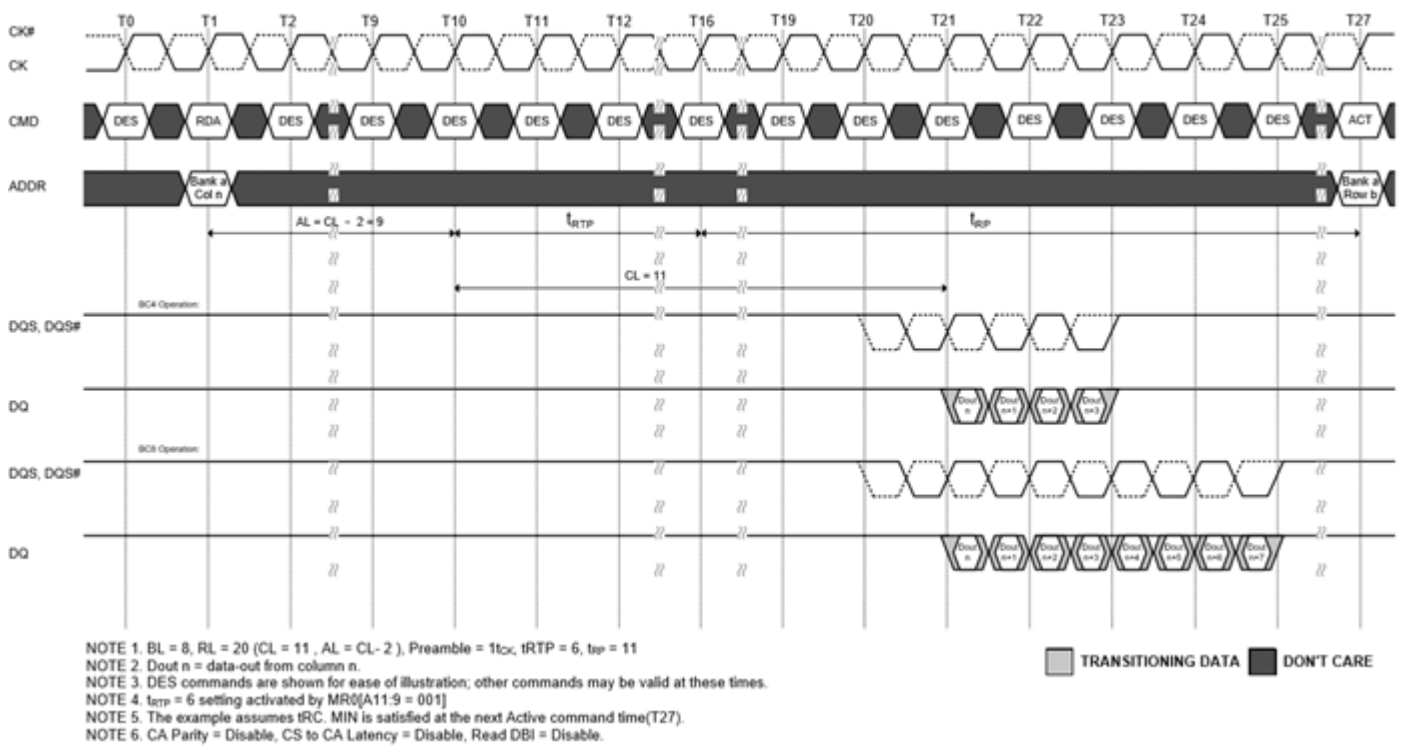 T0 T1 T2 T9 T10 T11 T12 T16 T19 T20 T21 T22 T23 T24 T25 T27
CK#
CK
CMD DES RDA DES DES DES DES DES DES DES DES DES DES DES DES DES ACT
ADDR Bank a Bank a
Col n Row b
AL = CL - 2 = 9 tRTP tRP
CL = 11
BC4 Operation:
DQS, DQS#
DQ Dout Dout Dout Dout
n n+1 n+2 n+3
BC8 Operation:
DQS, DQS#
DQ Dout Dout Dout Dout Dout Dout Dout Dout
n n+1 n+2 n+3 n+4 n+5 n+6 n+7
NOTE 1. BL = 8, RL = 20 (CL = 11 , AL = CL- 2 ), Preamble = 1tCK, tRTP = 6, tRP = 11
NOTE 2. Dout n = data-out from column n.
NOTE 3. DES commands are shown for ease of illustration; other commands may be valid at these times.
NOTE 4. tRTP = 6 setting activated by MR0[A11:9 = 001]
NOTE 5. The example assumes tRC. MIN is satisfied at the next Active command time(T27).
NOTE 6. CA Parity = Disable, CS to CA Latency = Disable, Read DBI = Disable.
TRANSITIONING DATA DON'T CARE